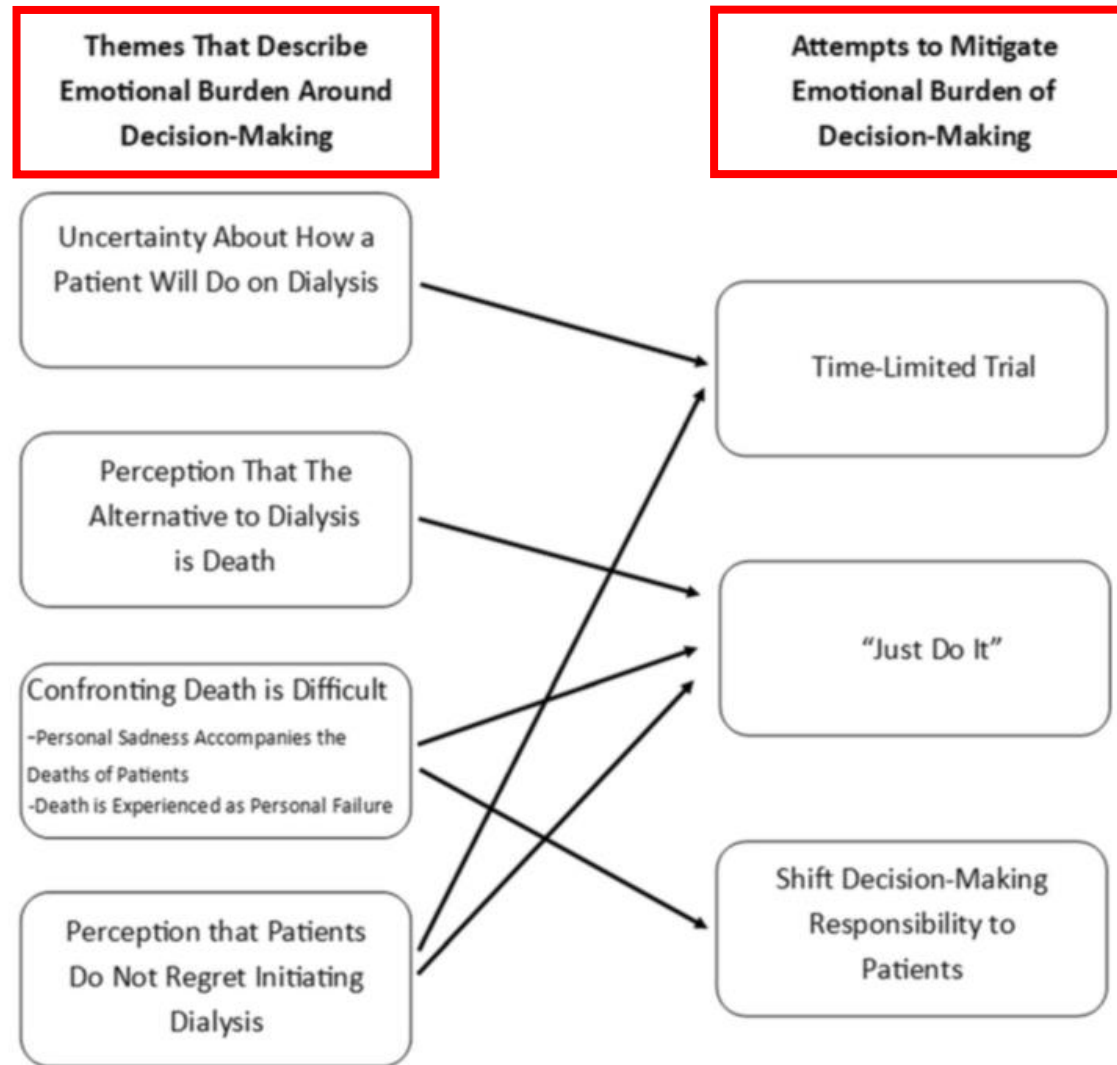 Themes That Describe
Emotional Burden Around
Decision-Making
Attempts to Mitigate
Emotional Burden of
Decision-Making
Uncertainty About How a
Patient Will Do on Dialysis
Time-Limited Trial
Perception That The
Alternative to Dialysis
is Death
“Just Do It”
Confronting Death is Difficult
-Personal Sadness Accompanies the
Deaths of Patients
-Death is Experienced as Personal Failure
Shift Decision-Making
Responsibility to
Patients
Perception that Patients
Do Not Regret Initiating
Dialysis